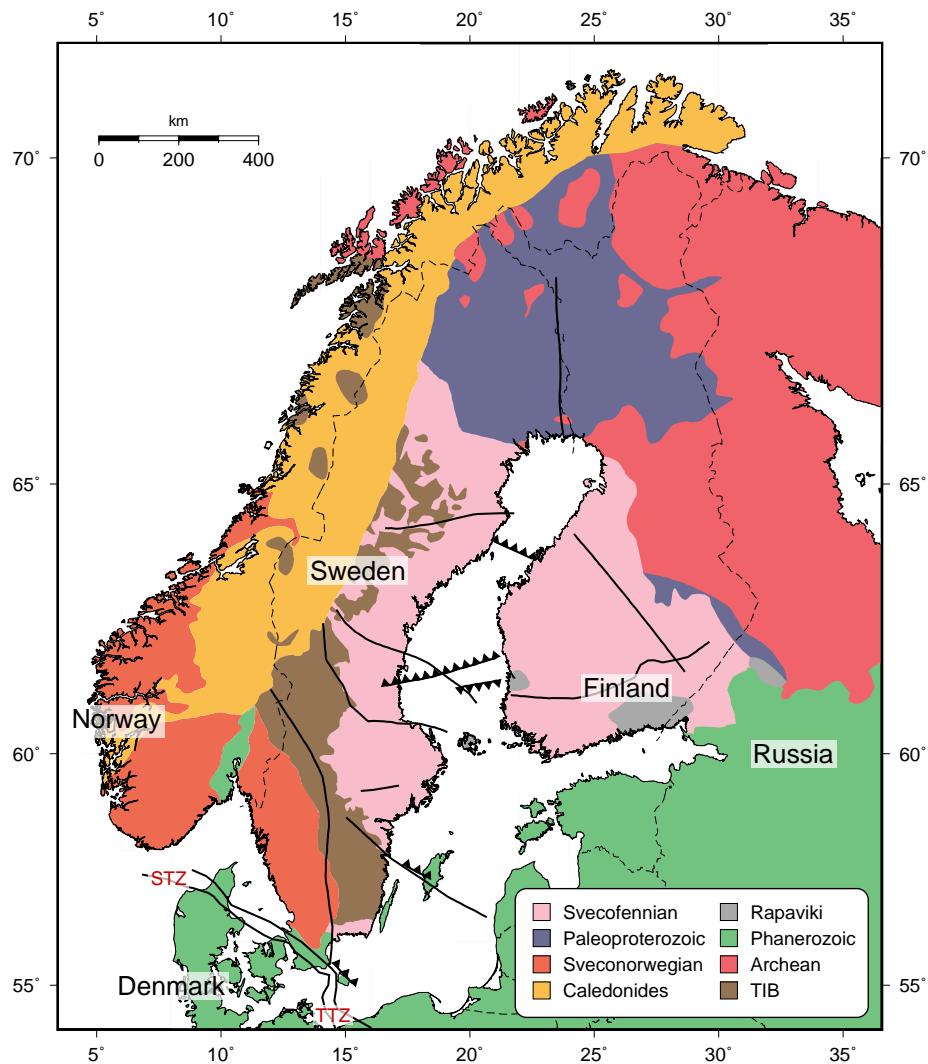 5° 10° 15° 20° 25° 30° 35°
km
0 200 400
70° 70°
65° 65°
Sweden
Finland
Norway
60° 60°
Russia
STZ
Svecofennian Rapaviki
Paleoproterozoic Phanerozoic
Sveconorwegian Archean
Caledonides TIB
55° 55°
Denmark
TTZ
5° 10° 15° 20° 25° 30° 35°